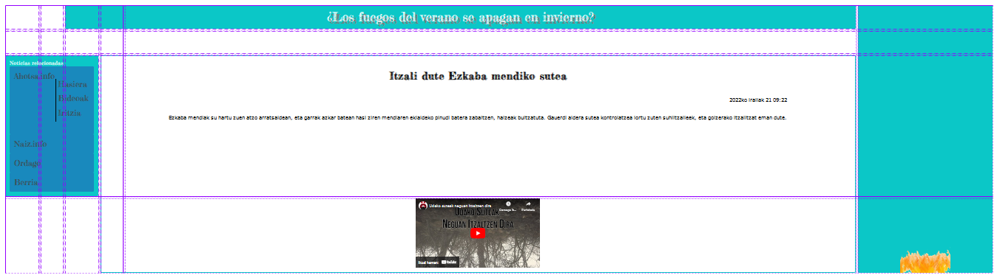 ¿Los fuegos del verano se apagan en invierno?
Noticias relacionadas
Ahotsa.info
Hasiera
Bideoak
Iritzia
Naiz.info
Ordago
Berria
Itzali dute Ezkaba mendiko sutea
2022ko irailak 21 09:22
Ezkaba mendiak su hartu zuen atzo arratsaldean, eta garrak azkar batean hasi ziren mendiaren ekialdeko pinudi batera zabaltzen, haizeak bultzatuta. Gauerdi aldera sutea kontrolatzea lortu zuten suhiltzaileek, eta goizerako itzalitzat eman dute.
Udako suteak neguan itzaltzen dira
Partekatu
Udako Suteak
Neguan Itzaltzen Dira
Ikusi hemen: YouTube